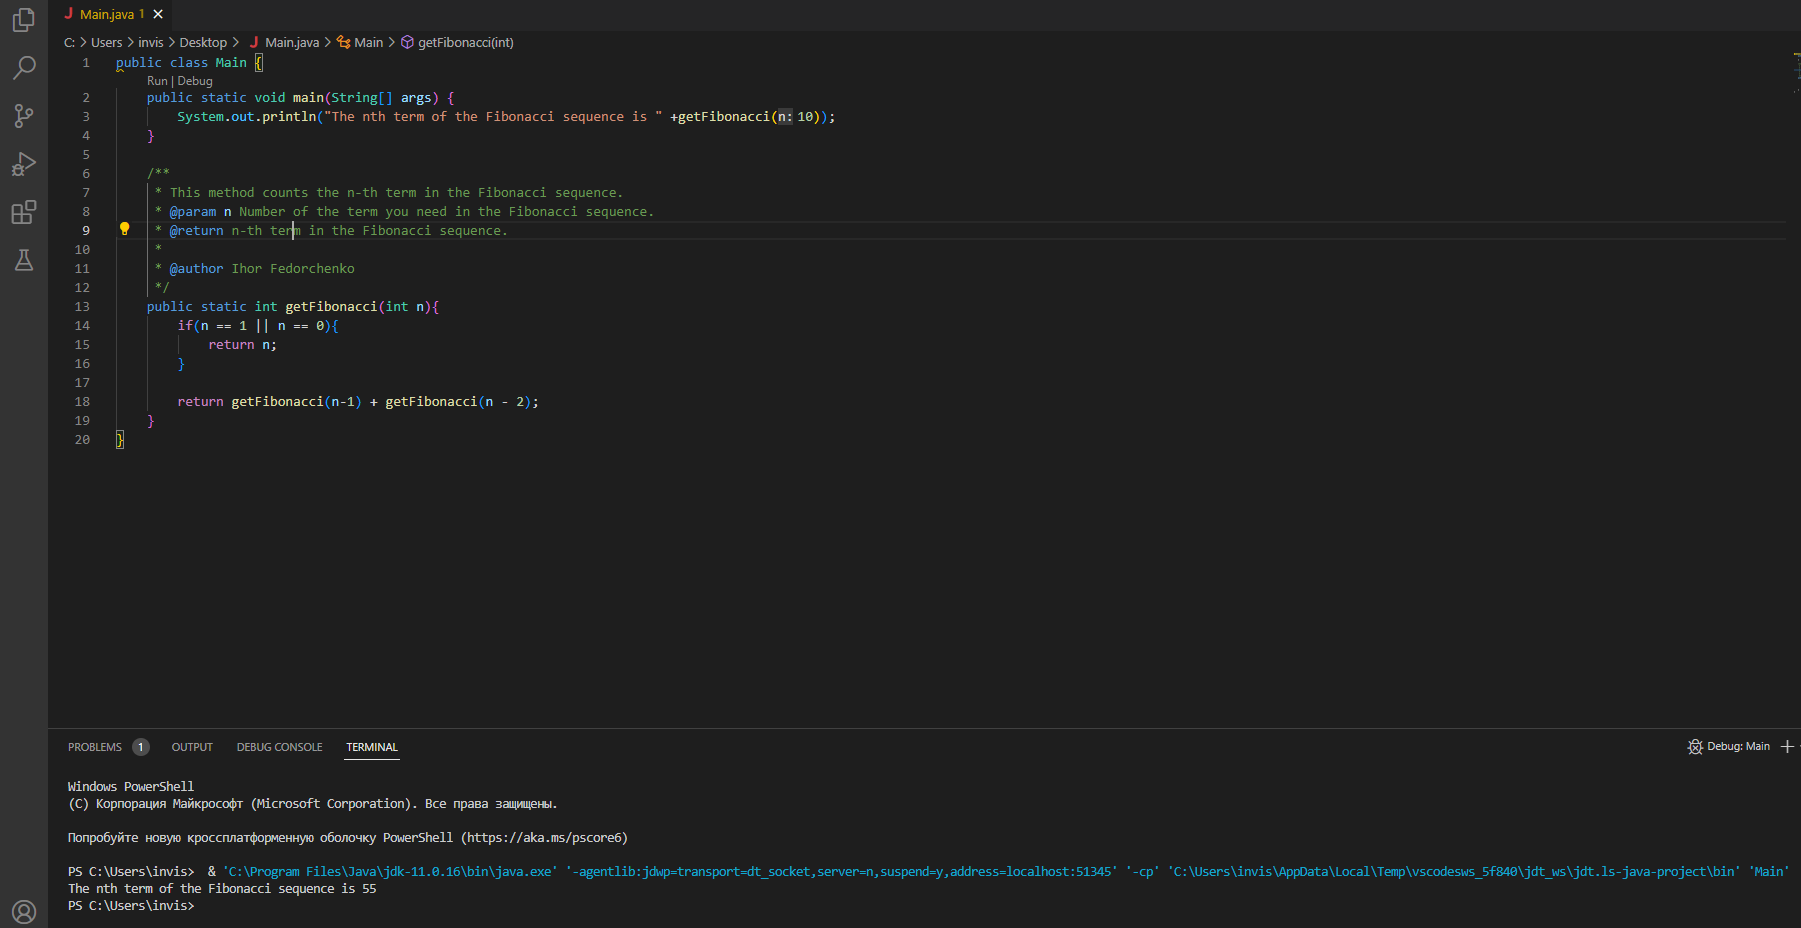 Main.java 1
C: > Users > invis > Desktop > Main.java > Main > getFibonacci(int)
1 public class Main {
Run | Debug
2 public static void main(String[] args) {
3 System.out.println("The nth term of the Fibonacci sequence is " +getFibonacci(n: 10));
4 }
5
6 /**
7 * This method counts the n-th term in the Fibonacci sequence.
8 * @param n Number of the term you need in the Fibonacci sequence.
9 * @return n-th term in the Fibonacci sequence.
10 *
11 * @author Ihor Fedorchenko
12 */
13 public static int getFibonacci(int n){
14 if(n == 1 || n == 0){
15 return n;
16 }
17
18 return getFibonacci(n-1) + getFibonacci(n - 2);
19 }
20 }
PROBLEMS 1 OUTPUT DEBUG CONSOLE TERMINAL Debug: Main
Windows PowerShell
(C) Корпорация Майкрософт (Microsoft Corporation). Все права защищены.
Попробуйте новую кроссплатформенную оболочку PowerShell (https://aka.ms/pscore6)
PS C:\Users\invis>  & 'C:\Program Files\Java\jdk-11.0.16\bin\java.exe' '-agentlib:jdwp=transport=dt_socket,server=n,suspend=y,address=localhost:51345' '-cp' 'C:\Users\invis\AppData\Local\Temp\vscodesws_5f840\jdt_ws\jdt.ls-java-project\bin' 'Main'
The nth term of the Fibonacci sequence is 55
PS C:\Users\invis>